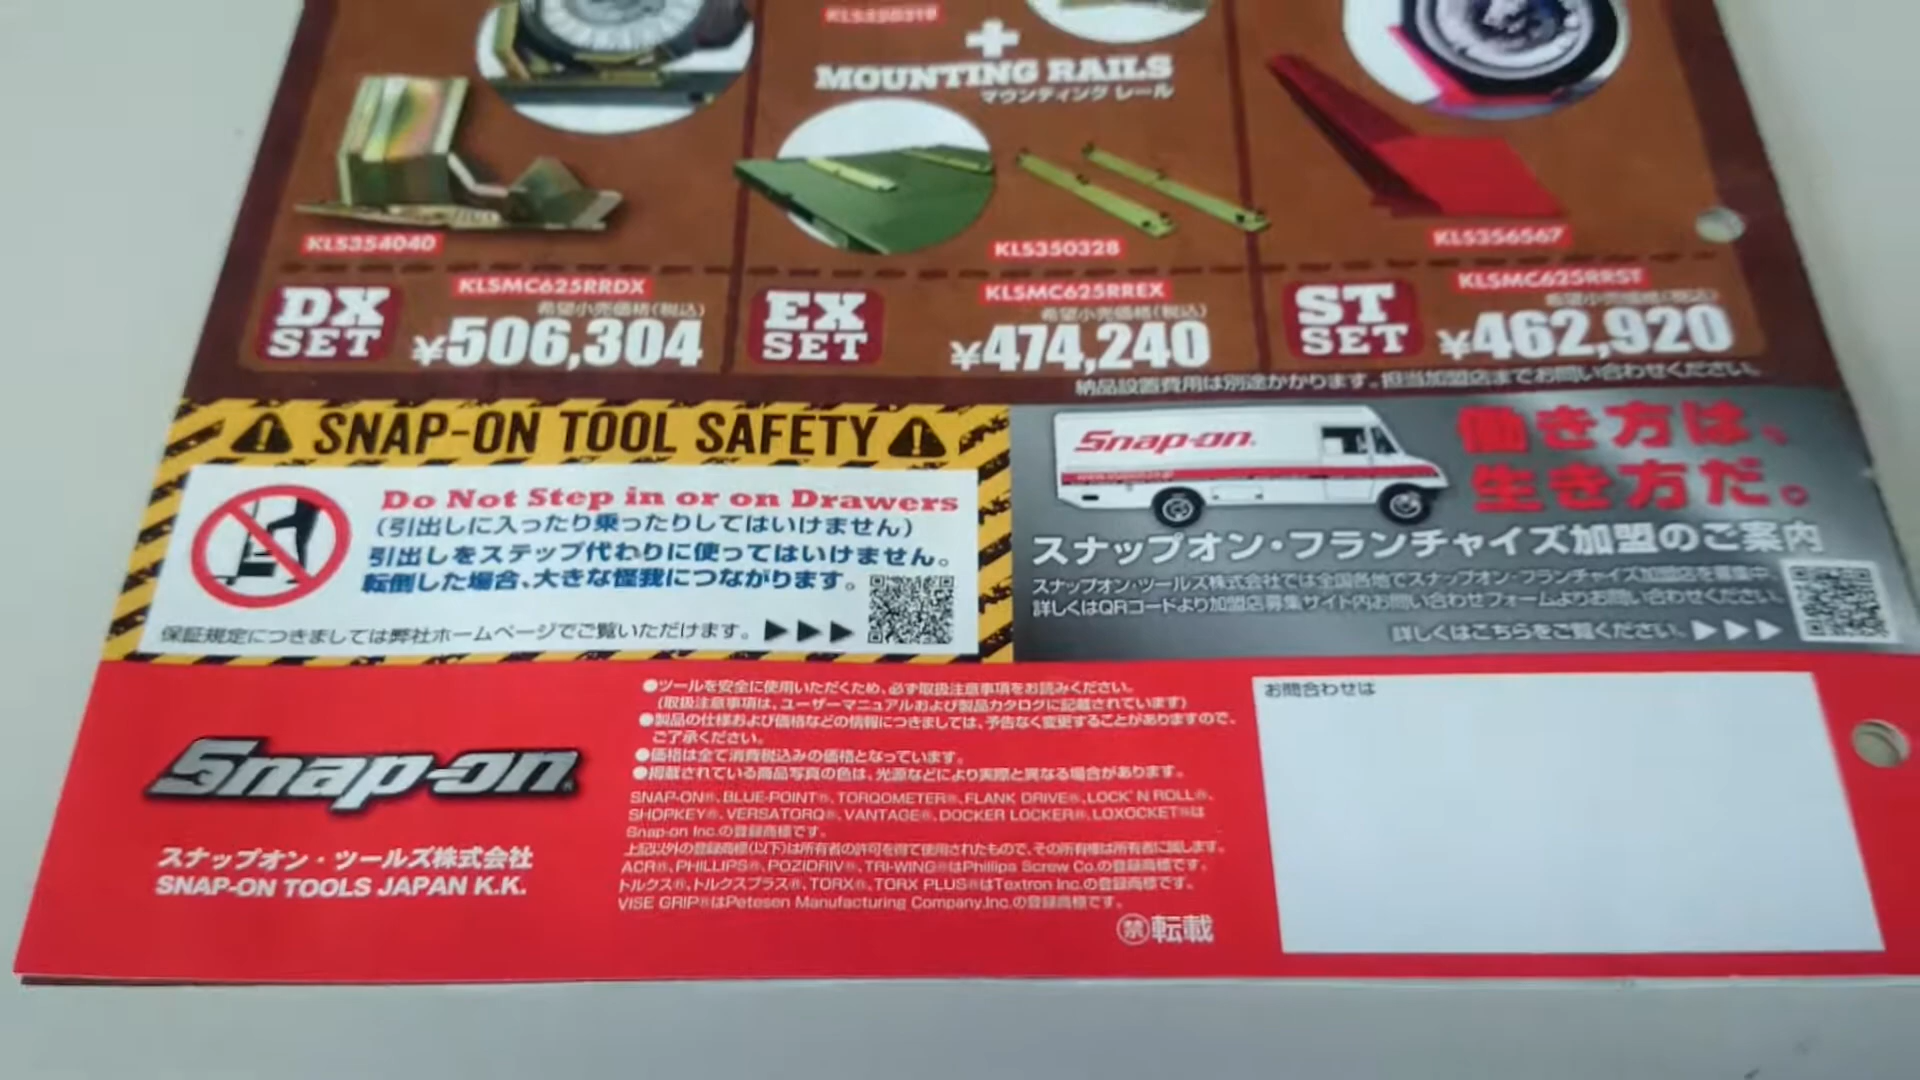 MOUNTING RAILS
マウンティング レール
KLS354040
KLS350328
KLS356567
DX
SET
KLSMC625RRDX
希望小売価格(税込)
¥506,304
EX
SET
KLSMC625RREX
希望小売価格(税込)
¥474,240
ST
SET
KLSMC625RRST
希望小売価格(税込)
¥462,920
納品設置費用は別途かかります。担当加盟店までお問い合わせください。
SNAP-ON TOOL SAFETY
Do Not Step in or on Drawers
(引出しに入ったり乗ったりしてはいけません)
引出しをステップ代わりに使ってはいけません。
転倒した場合、大きな怪我につながります。
保証規定につきましては弊社ホームページでご覧いただけます。▶▶▶
Snap-on®
働き方は、
生き方だ。
スナップオン・フランチャイズ加盟のご案内
スナップオン・ツールズ株式会社では全国各地でスナップオン・フランチャイズ加盟店を募集中。
詳しくはQRコードより加盟店募集サイト内お問い合わせフォームよりお問い合わせください。
詳しくはこちらをご覧ください。▶▶▶
Snap-on®
スナップオン・ツールズ株式会社
SNAP-ON TOOLS JAPAN K.K.
●ツールを安全に使用いただくため、必ず取扱注意事項をお読みください。
(取扱注意事項は、ユーザーマニュアルおよび製品カタログに記載されています)
●製品の仕様および価格などの情報につきましては、予告なく変更することがありますので、
ご了承ください。
●価格は全て消費税込みの価格となっています。
●掲載されている商品写真の色は、光源などにより実際と異なる場合があります。
SNAP-ON®、BLUE-POINT®、TORQOMETER®、FLANK DRIVE®、LOCK'N ROLL®、
SHOPKEY®、VERSATORQ®、VANTAGE®、DOCKER LOCKER®、LOXOCKET®は
Snap-on Inc.の登録商標です。
上記以外の登録商標(以下)は所有者の許可を得て使用されたもので、その所有権は所有者に属します。
ACR®、PHILLIPS®、POZIDRIV®、TRI-WING®はPhillips Screw Co.の登録商標です。
トルクス®、トルクスプラス®、TORX®、TORX PLUS®はTextron Inc.の登録商標です。
VISE GRIP®はPetesen Manufacturing Company,Inc.の登録商標です。
㊩転載
お問合わせは